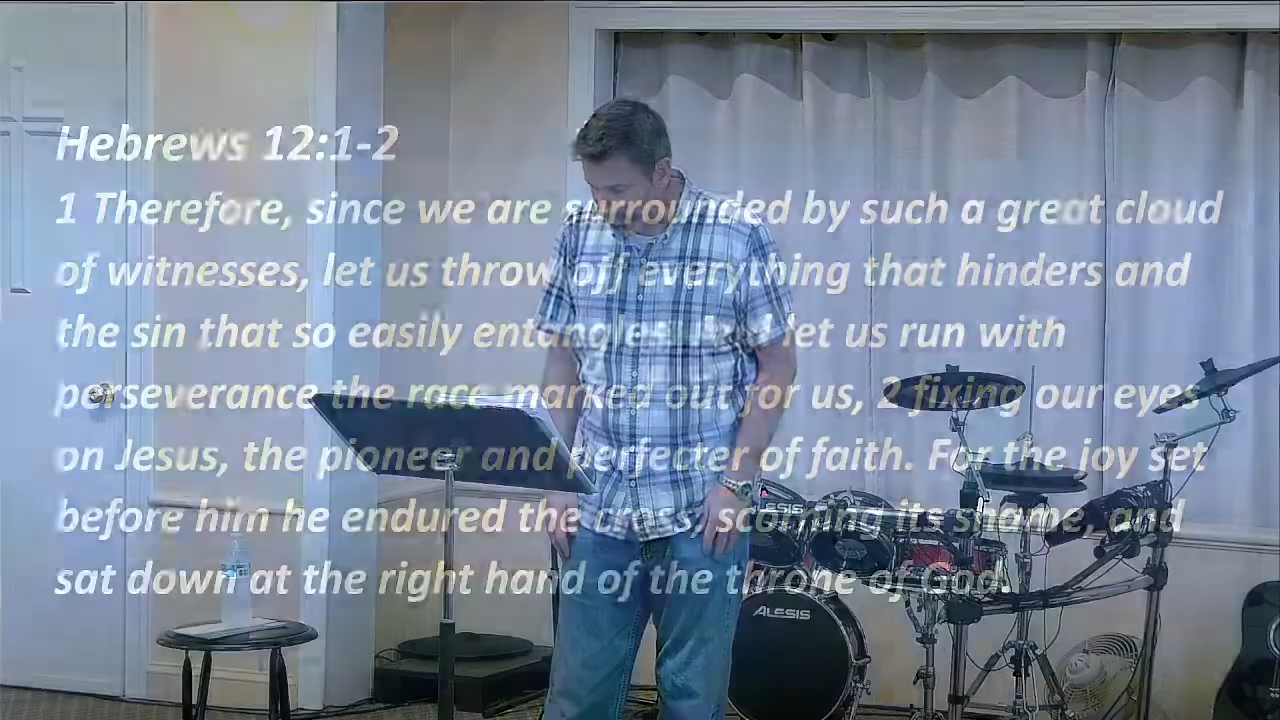 Hebrews 12:1-2
1 Therefore, since we are surrounded by such a great cloud
of witnesses, let us throw off everything that hinders and
the sin that so easily entangles. And let us run with
perseverance the race marked out for us, 2 fixing our eyes
on Jesus, the pioneer and perfecter of faith. For the joy set
before him he endured the cross, scorning its shame, and
sat down at the right hand of the throne of God.
ALESIS
ALESIS